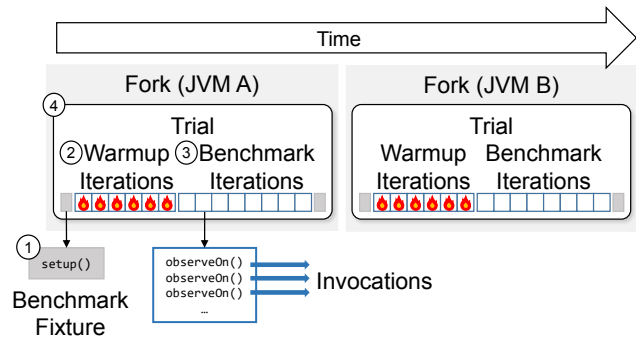 Time
Fork (JVM A)
Fork (JVM B)
4
Trial
2 Warmup 3 Benchmark
Iterations Iterations
Trial
Warmup Benchmark
Iterations Iterations
1
setup()
Benchmark
Fixture
observeOn()
observeOn()
observeOn()
…
Invocations